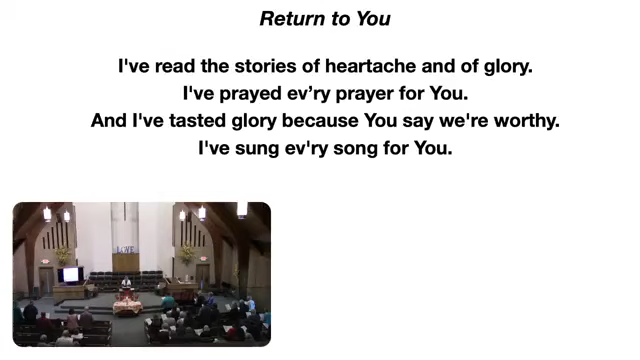 Return to You
I've read the stories of heartache and of glory.
I've prayed ev’ry prayer for You.
And I've tasted glory because You say we're worthy.
I've sung ev'ry song for You.
LOVE